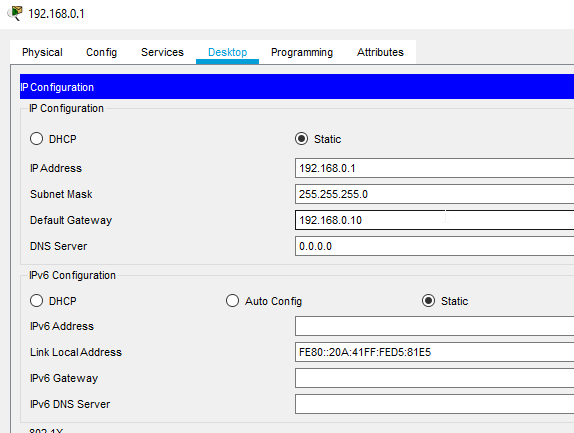 192.168.0.1
Physical Config Services Desktop Programming Attributes
IP Configuration
IP Configuration
DHCP Static
IP Address 192.168.0.1
Subnet Mask 255.255.255.0
Default Gateway 192.168.0.10
DNS Server 0.0.0.0
IPv6 Configuration
DHCP Auto Config Static
IPv6 Address
Link Local Address FE80::20A:41FF:FED5:81E5
IPv6 Gateway
IPv6 DNS Server
802.1X